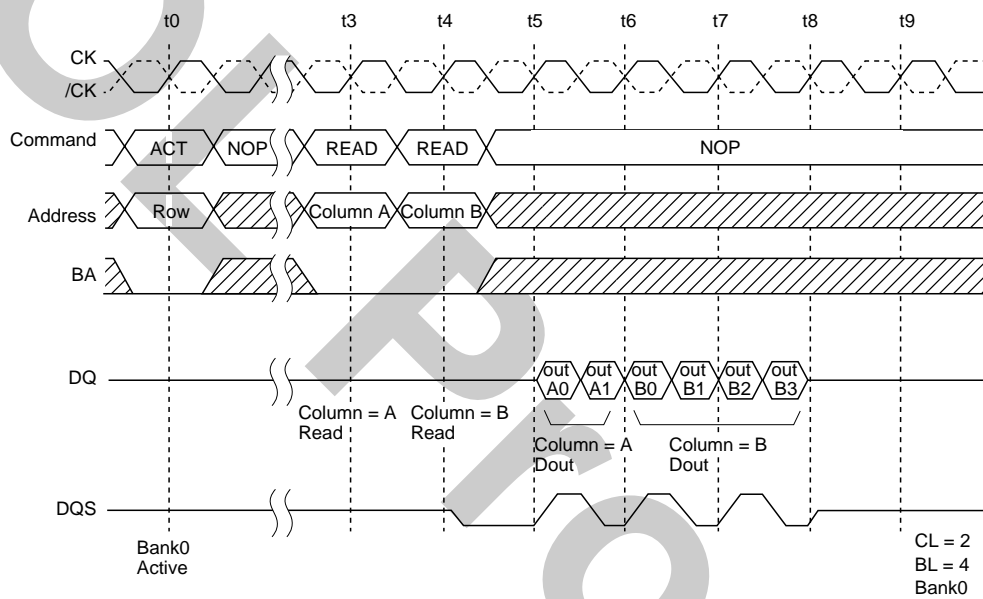 t0 t3 t4 t5 t6 t7 t8 t9
CK
/CK
Command ACT NOP READ READ NOP
Address Row Column A Column B
BA
DQ out A0 out A1 out B0 out B1 out B2 out B3
Column = A
Read
Column = B
Read
Column = A
Dout
Column = B
Dout
DQS
Bank0
Active
CL = 2
BL = 4
Bank0